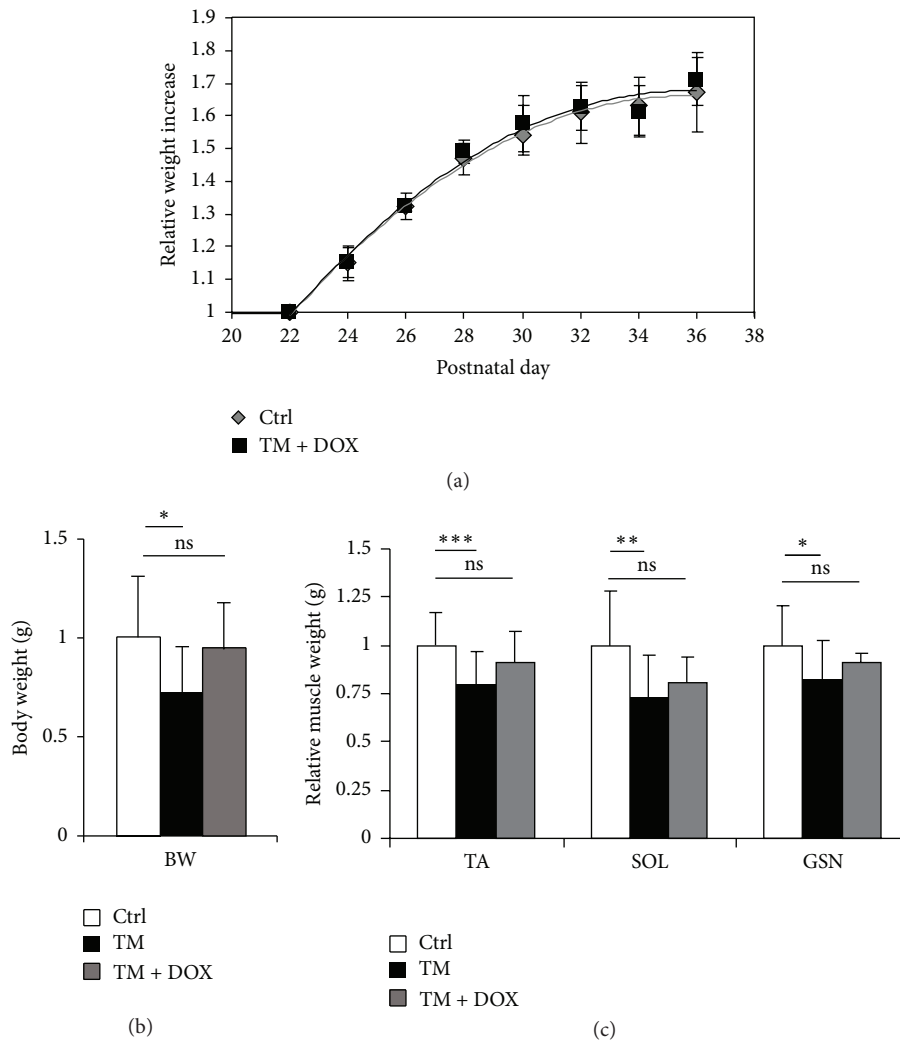 1.9
1.8
1.7
1.6
1.5
1.4
1.3
1.2
1.1
1
Relative weight increase
20 22 24 26 28 30 32 34 36 38
Postnatal day
Ctrl
TM + DOX
(a)
1.5
1
0.5
0
Body weight (g)
*
ns
BW
Ctrl
TM
TM + DOX
(b)
1.5
1.25
1
0.75
0.5
0.25
0
Relative muscle weight (g)
*** ** *
ns ns ns
TA SOL GSN
Ctrl
TM
TM + DOX
(c)